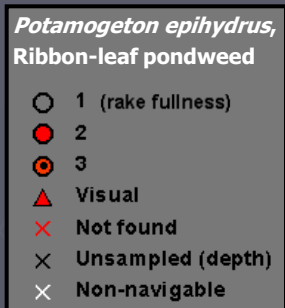 Potamogeton epihydrus,
Ribbon-leaf pondweed
1 (rake fullness)
2
3
Visual
Not found
Unsampled (depth)
Non-navigable